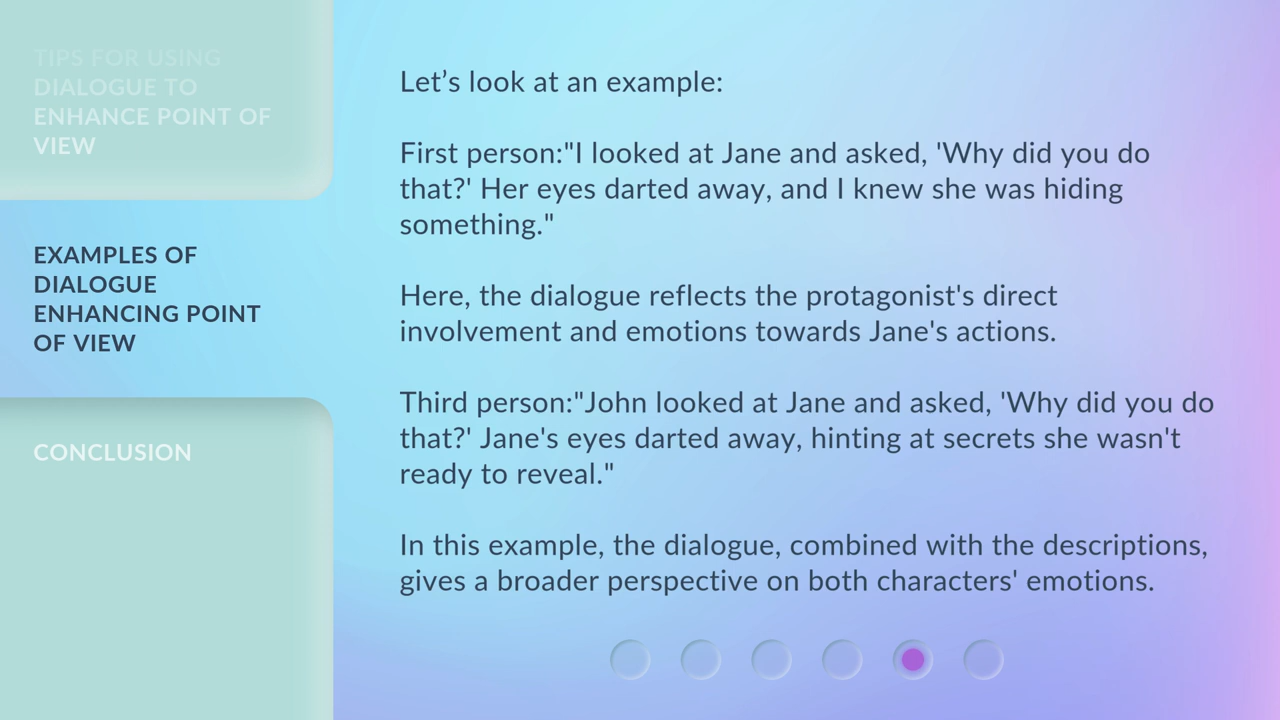 TIPS FOR USING
DIALOGUE TO
ENHANCE POINT OF
VIEW
EXAMPLES OF
DIALOGUE
ENHANCING POINT
OF VIEW
CONCLUSION
Let’s look at an example:
First person:"I looked at Jane and asked, 'Why did you do
that?' Her eyes darted away, and I knew she was hiding
something."
Here, the dialogue reflects the protagonist's direct
involvement and emotions towards Jane's actions.
Third person:"John looked at Jane and asked, 'Why did you do
that?' Jane's eyes darted away, hinting at secrets she wasn't
ready to reveal."
In this example, the dialogue, combined with the descriptions,
gives a broader perspective on both characters' emotions.